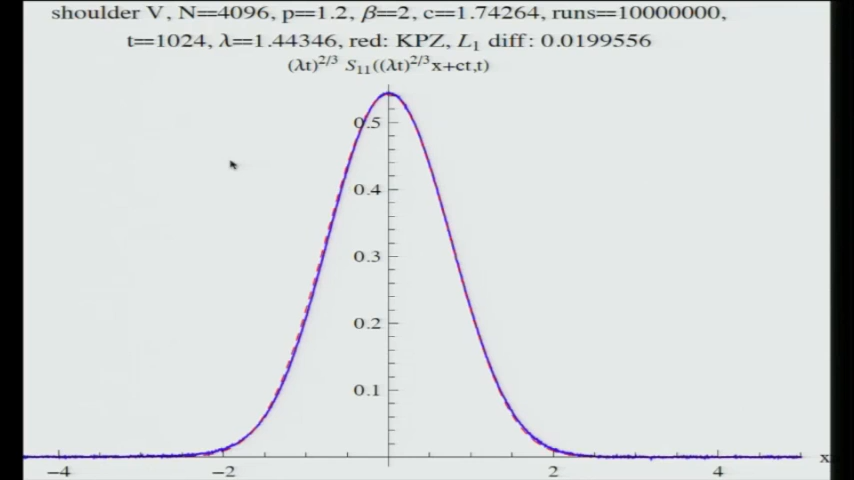 shoulder V, N==4096, p==1.2, β==2, c==1.74264, runs==10000000,
t==1024, λ==1.44346, red: KPZ, L₁ diff: 0.0199556
(λt)^2/3 S₁₁((λt)^2/3 x+ct,t)
0.5
0.4
0.3
0.2
0.1
x
−4 −2 2 4